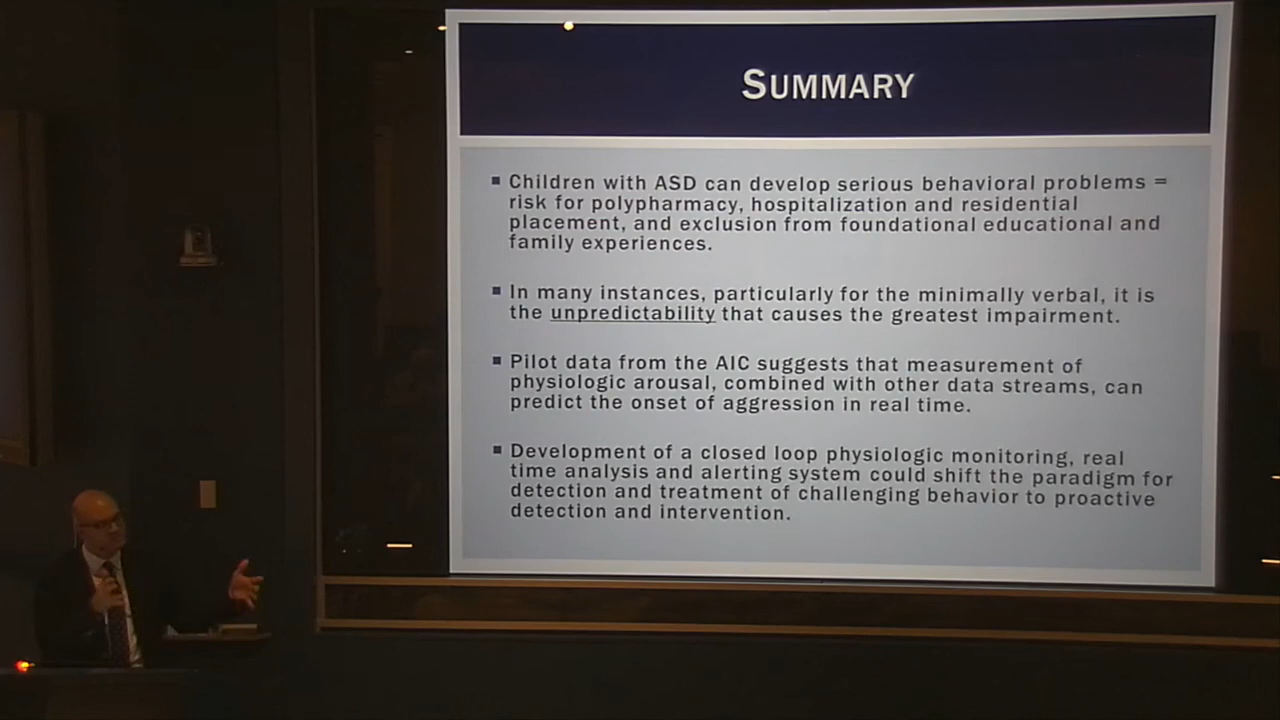 SUMMARY
▪ Children with ASD can develop serious behavioral problems =
risk for polypharmacy, hospitalization and residential
placement, and exclusion from foundational educational and
family experiences.
▪ In many instances, particularly for the minimally verbal, it is
the unpredictability that causes the greatest impairment.
▪ Pilot data from the AIC suggests that measurement of
physiologic arousal, combined with other data streams, can
predict the onset of aggression in real time.
▪ Development of a closed loop physiologic monitoring, real
time analysis and alerting system could shift the paradigm for
detection and treatment of challenging behavior to proactive
detection and intervention.